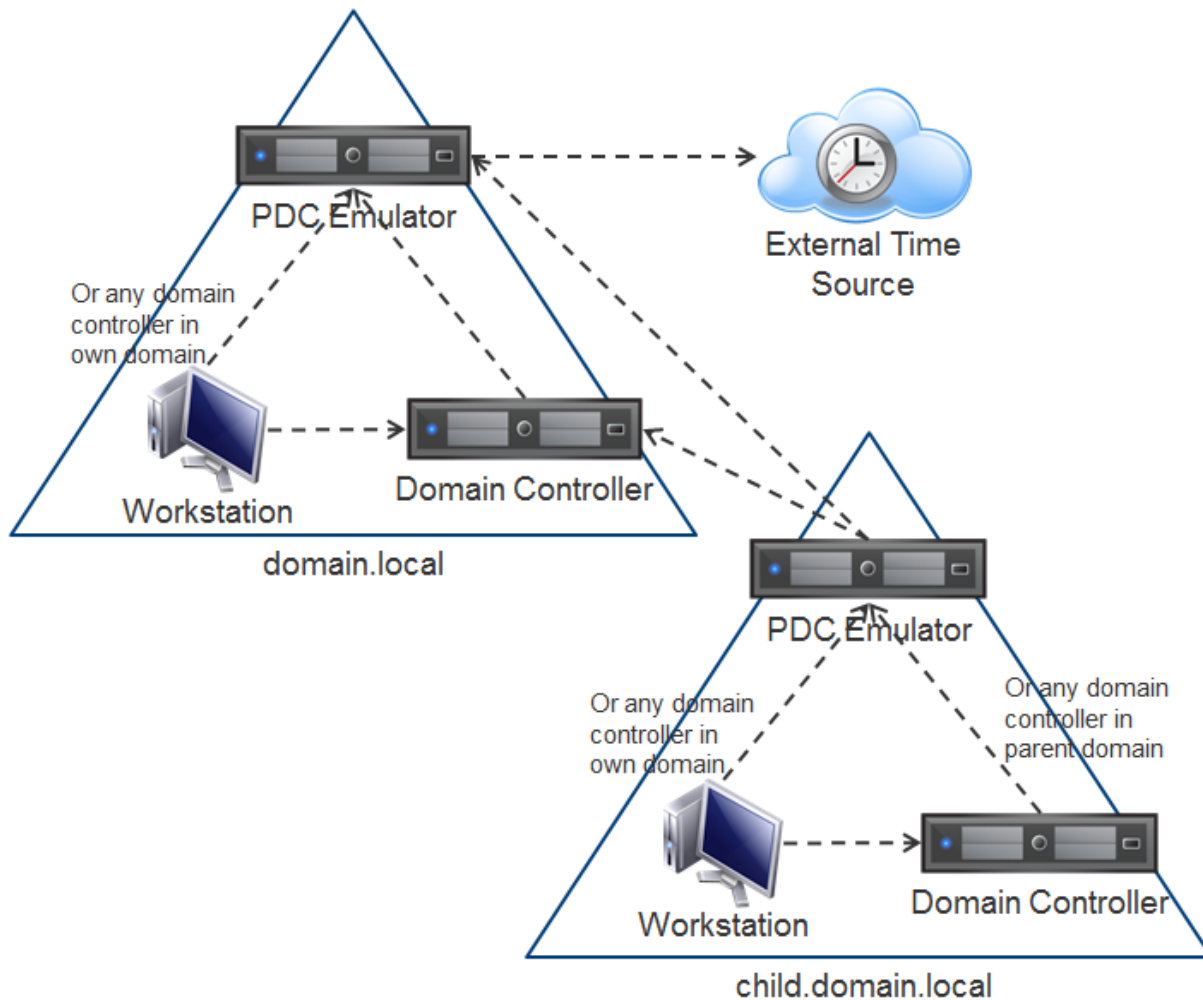 PDC Emulator
External Time
Source
Or any domain
controller in
own domain
Workstation
Domain Controller
domain.local
PDC Emulator
Or any domain
controller in
own domain
Or any domain
controller in
parent domain
Workstation
Domain Controller
child.domain.local